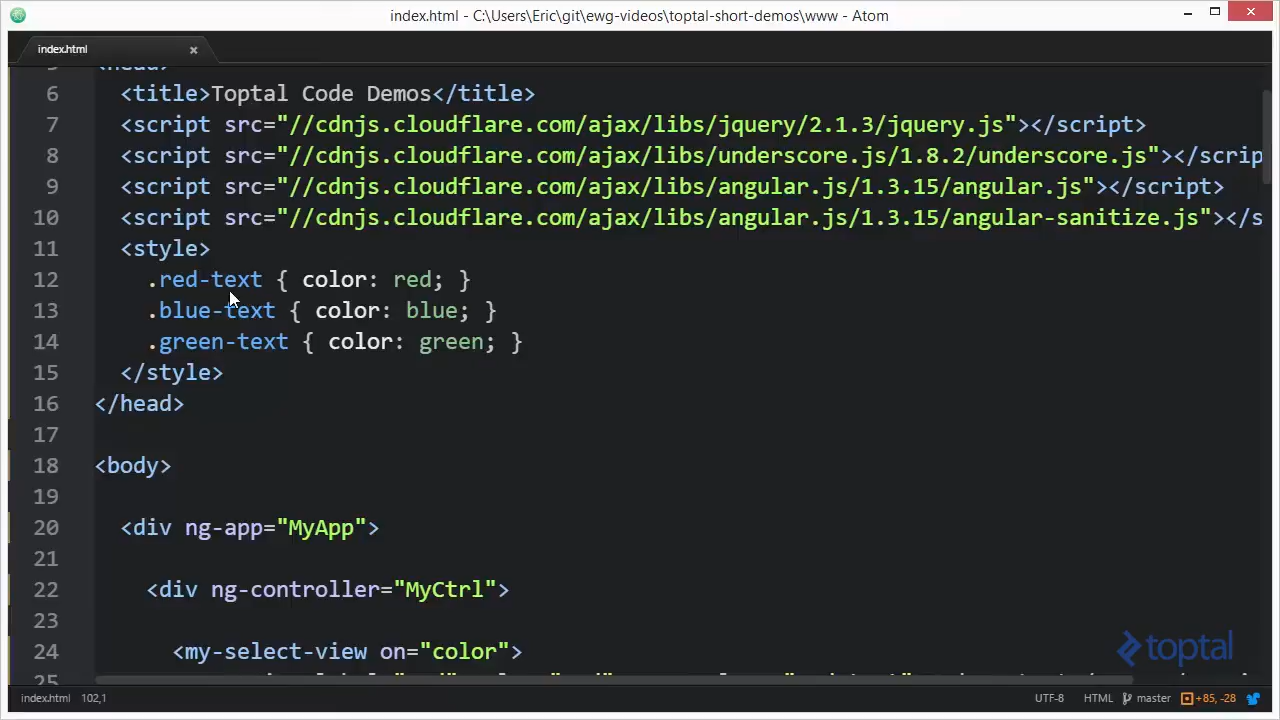 index.html - C:\Users\Eric\git\ewg-videos\toptal-short-demos\www - Atom
index.html
5 <head>
6 <title>Toptal Code Demos</title>
7 <script src="//cdnjs.cloudflare.com/ajax/libs/jquery/2.1.3/jquery.js"></script>
8 <script src="//cdnjs.cloudflare.com/ajax/libs/underscore.js/1.8.2/underscore.js"></scrip
9 <script src="//cdnjs.cloudflare.com/ajax/libs/angular.js/1.3.15/angular.js"></script>
10 <script src="//cdnjs.cloudflare.com/ajax/libs/angular.js/1.3.15/angular-sanitize.js"></s
11 <style>
12 .red-text { color: red; }
13 .blue-text { color: blue; }
14 .green-text { color: green; }
15 </style>
16 </head>
17
18 <body>
19
20 <div ng-app="MyApp">
21
22 <div ng-controller="MyCtrl">
23
24 <my-select-view on="color">
25
toptal
index.html 102,1 UTF-8 HTML master +85, -28